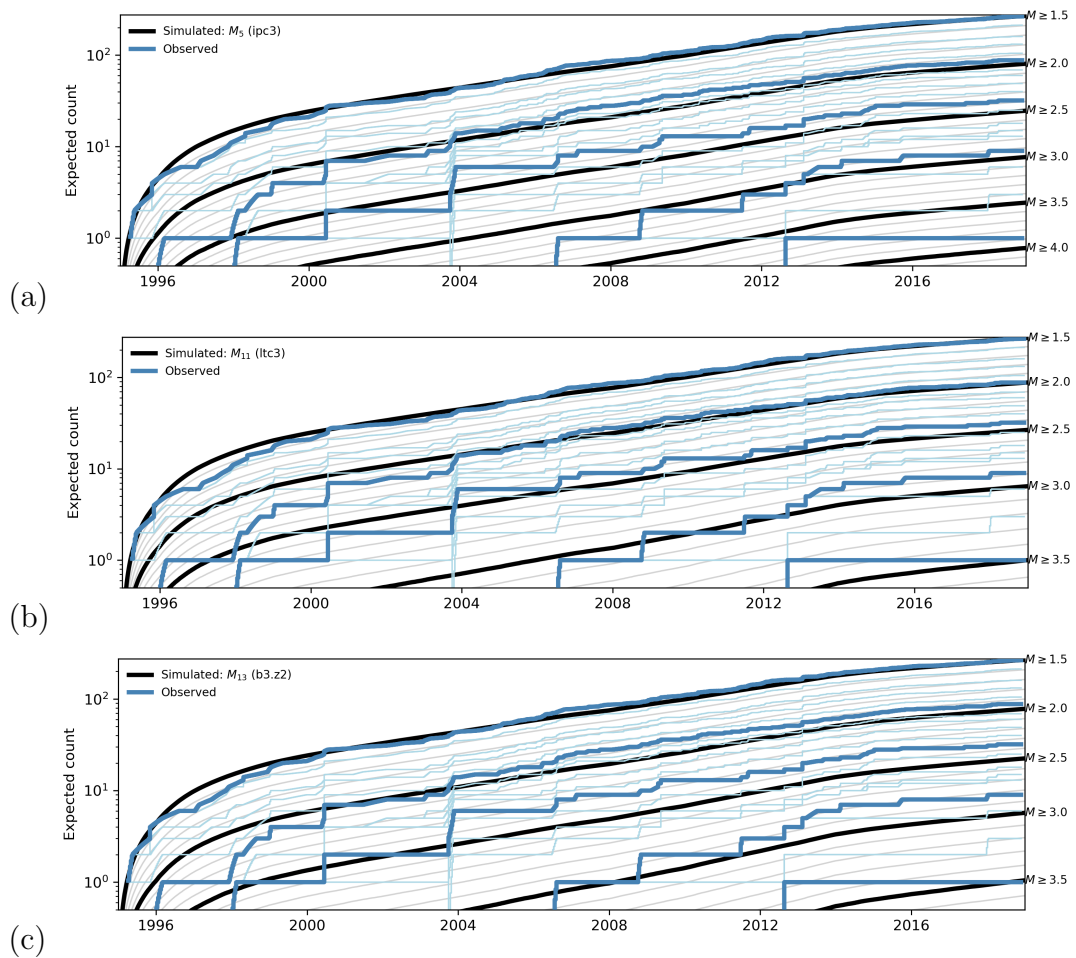 Simulated: M₅ (ipc3)
Observed
Expected count
10²
10¹
10⁰
M ≥ 1.5
M ≥ 2.0
M ≥ 2.5
M ≥ 3.0
M ≥ 3.5
M ≥ 4.0
1996 2000 2004 2008 2012 2016
(a)
Simulated: M₁₁ (ltc3)
Observed
Expected count
10²
10¹
10⁰
M ≥ 1.5
M ≥ 2.0
M ≥ 2.5
M ≥ 3.0
M ≥ 3.5
1996 2000 2004 2008 2012 2016
(b)
Simulated: M₁₃ (b3.z2)
Observed
Expected count
10²
10¹
10⁰
M ≥ 1.5
M ≥ 2.0
M ≥ 2.5
M ≥ 3.0
M ≥ 3.5
1996 2000 2004 2008 2012 2016
(c)